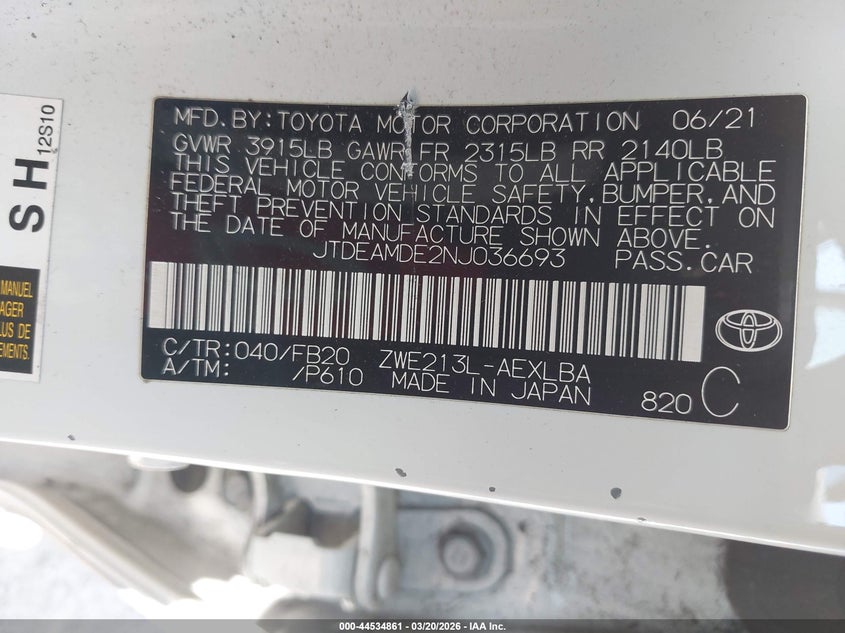 MFD.BY:TOYOTA MOTOR CORPORATION 06/21
GVWR 3915LB GAWR FR 2315LB RR 2140LB
THIS VEHICLE CONFORMS TO ALL APPLICABLE
FEDERAL MOTOR VEHICLE SAFETY,BUMPER,AND
THEFT PREVENTION STANDARDS IN EFFECT ON
THE DATE OF MANUFACTURE SHOWN ABOVE.
JTDEAMDE2NJ036693 PASS.CAR
C/TR:040/FB20 ZWE213L-AEXLBA
A/TM: /P610 MADE IN JAPAN
820 C
SH
12S10
MANUEL
AGER
LUS DE
000-44534861 - 03/20/2026 - IAA Inc.